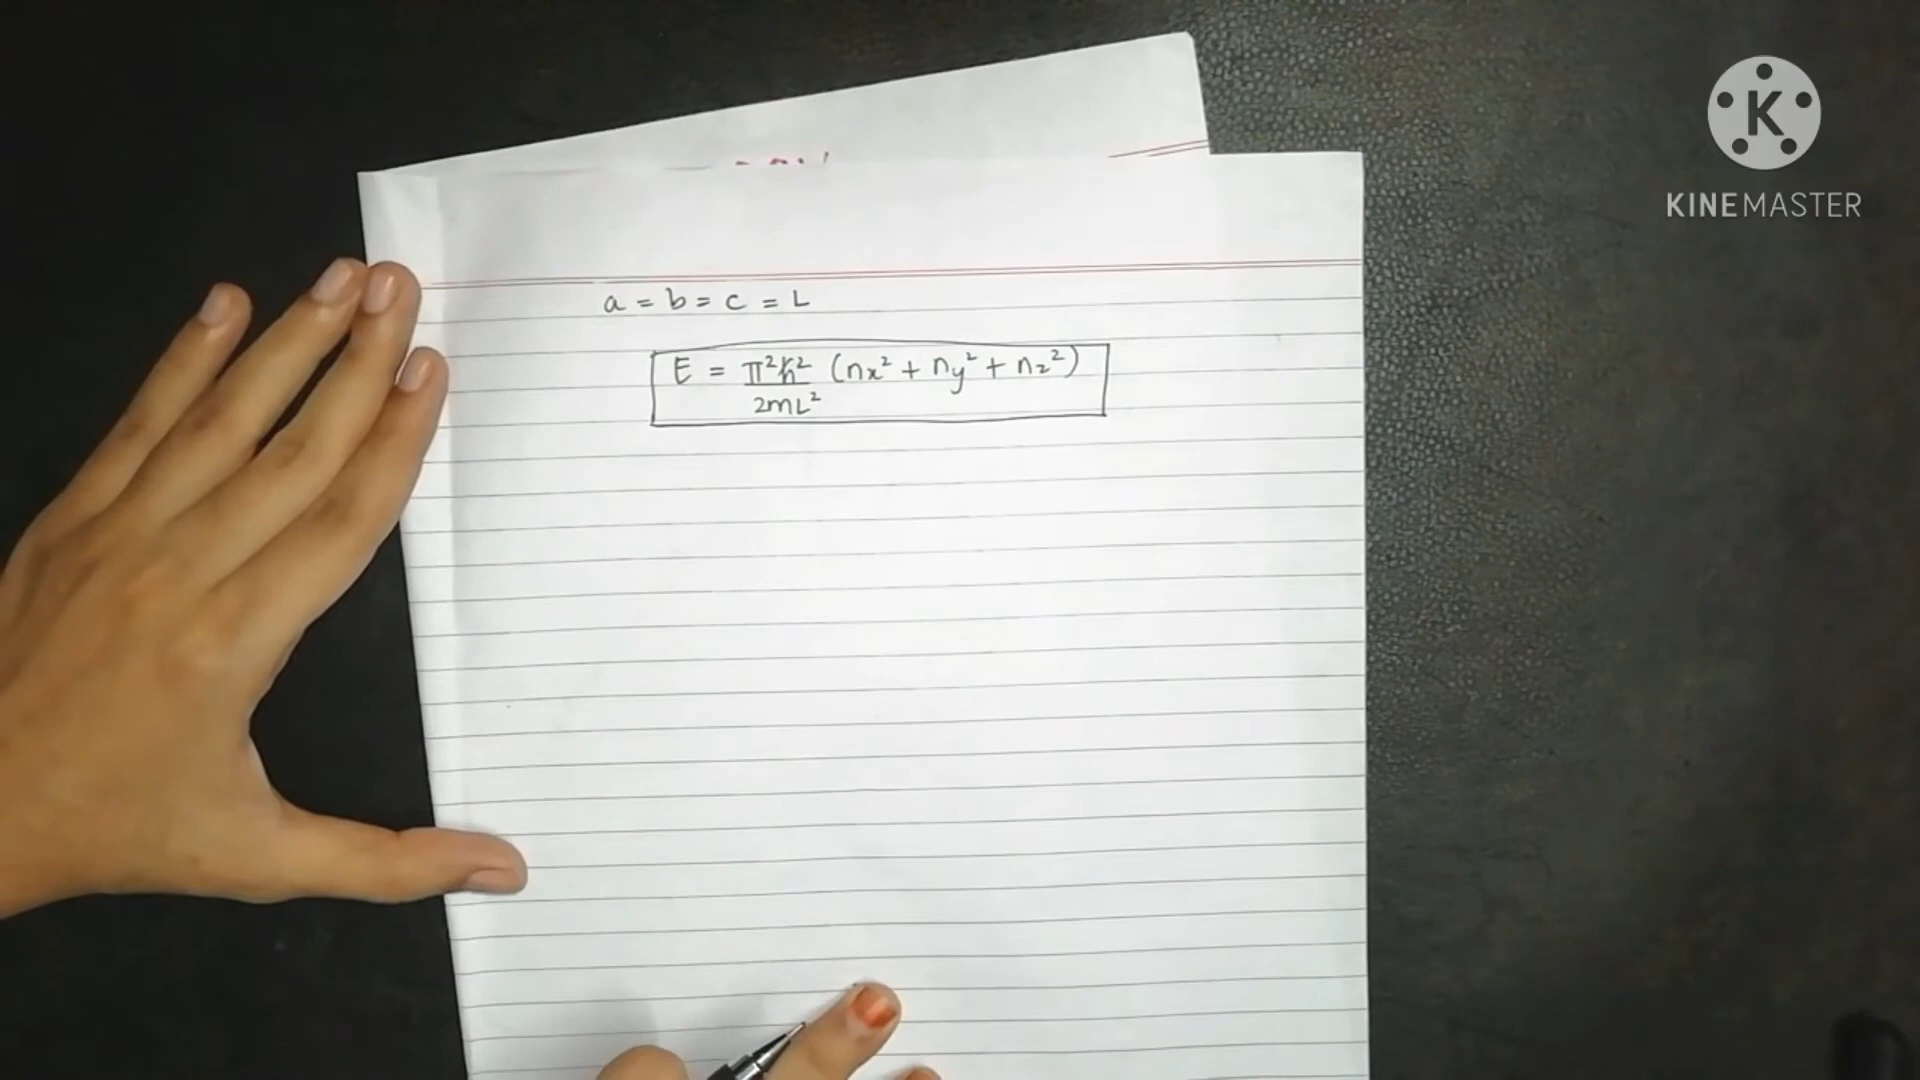 K
KINEMASTER
a = b = c = L
E = π²ħ² / 2mL² (nx² + ny² + nz²)